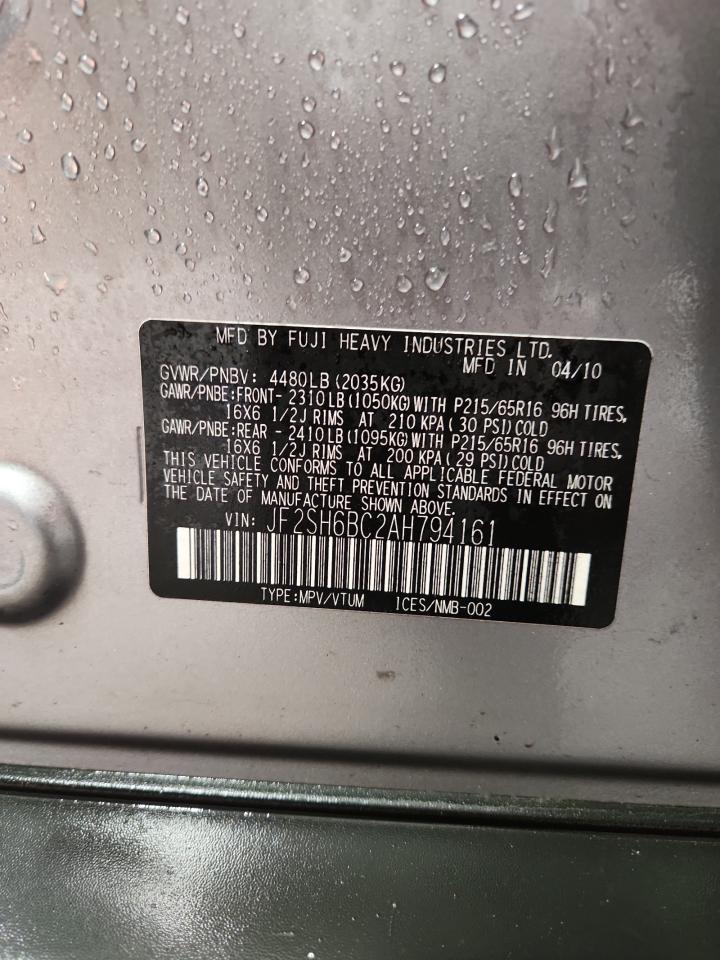 MFD BY FUJI HEAVY INDUSTRIES LTD.
MFD IN 04/10
GVWR/PNBV: 4480LB(2035KG)
GAWR/PNBE:FRONT- 2310LB(1050KG)WITH P215/65R16 96H TIRES,
16X6 1/2J RIMS AT 210 KPA( 30 PSI)COLD
GAWR/PNBE:REAR - 2410LB(1095KG)WITH P215/65R16 96H TIRES,
16X6 1/2J RIMS AT 200 KPA( 29 PSI)COLD
THIS VEHICLE CONFORMS TO ALL APPLICABLE FEDERAL MOTOR
VEHICLE SAFETY AND THEFT PREVENTION STANDARDS IN EFFECT ON
THE DATE OF MANUFACTURE SHOWN ABOVE.
VIN: JF2SH6BC2AH794161
TYPE:MPV/VTUM ICES/NMB-002